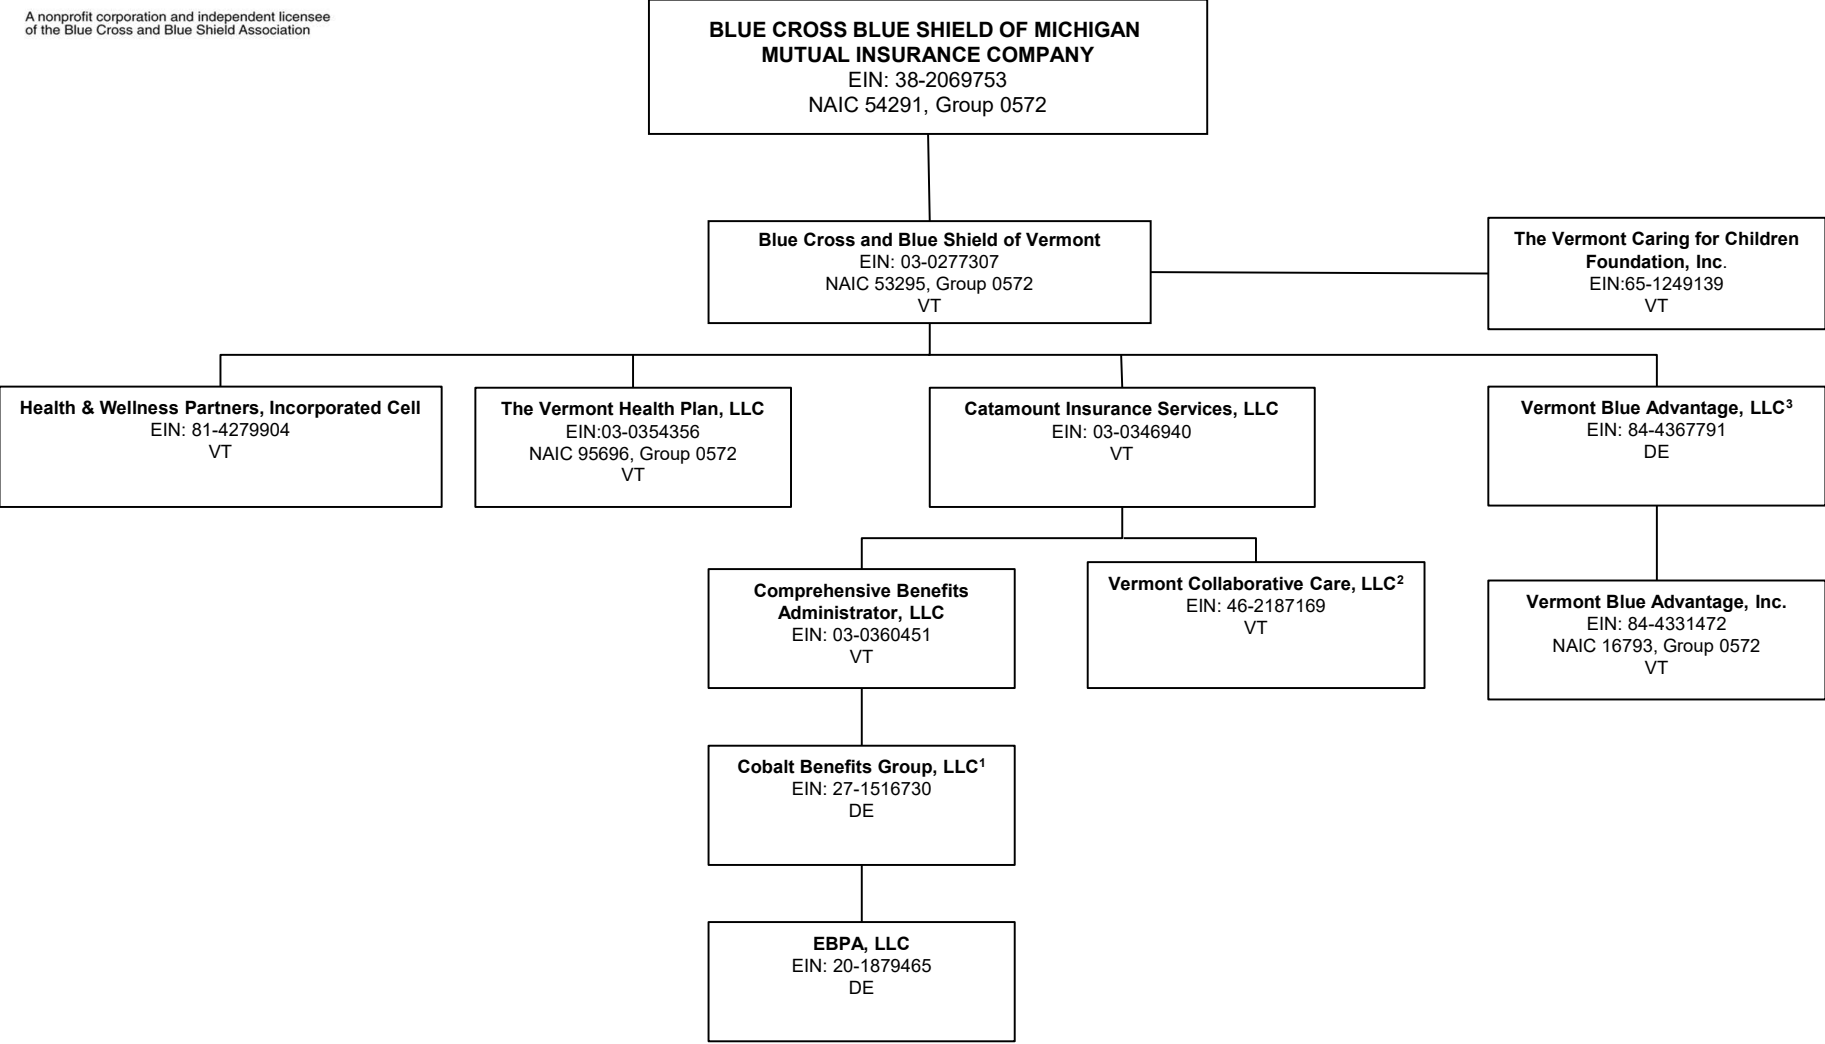 A nonprofit corporation and independent licensee
of the Blue Cross and Blue Shield Association
BLUE CROSS BLUE SHIELD OF MICHIGAN
MUTUAL INSURANCE COMPANY
EIN: 38-2069753
NAIC 54291, Group 0572
Blue Cross and Blue Shield of Vermont
EIN: 03-0277307
NAIC 53295, Group 0572
VT
The Vermont Caring for Children
Foundation, Inc.
EIN:65-1249139
VT
Health & Wellness Partners, Incorporated Cell
EIN: 81-4279904
VT
The Vermont Health Plan, LLC
EIN:03-0354356
NAIC 95696, Group 0572
VT
Catamount Insurance Services, LLC
EIN: 03-0346940
VT
Vermont Blue Advantage, LLC³
EIN: 84-4367791
DE
Comprehensive Benefits
Administrator, LLC
EIN: 03-0360451
VT
Vermont Collaborative Care, LLC²
EIN: 46-2187169
VT
Vermont Blue Advantage, Inc.
EIN: 84-4331472
NAIC 16793, Group 0572
VT
Cobalt Benefits Group, LLC¹
EIN: 27-1516730
DE
EBPA, LLC
EIN: 20-1879465
DE